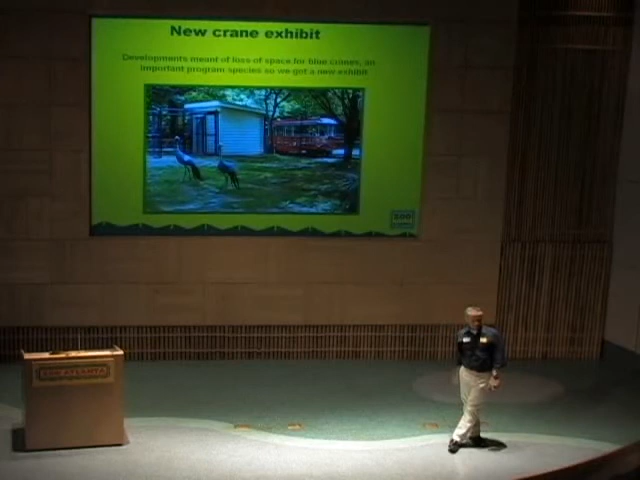 New crane exhibit
Developments meant of loss of space for blue cranes, an
important program species so we got a new exhibit
ZOO
ZOO ATLANTA